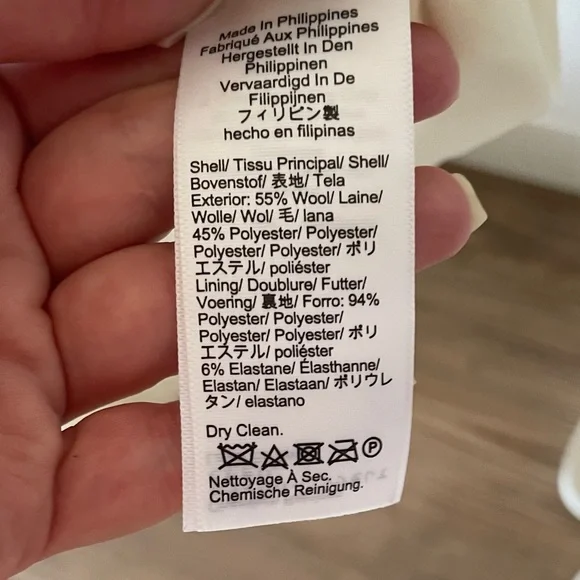 Made In Philippines
Fabriqué Aux Philippines
Hergestellt In Den
Philippinen
Vervaardigd In De
Filippijnen
フィリピン製
hecho en filipinas
Shell/ Tissu Principal/ Shell/
Bovenstof/ 表地/ Tela
Exterior: 55% Wool/ Laine/
Wolle/ Wol/ 毛/ lana
45% Polyester/ Polyester/
Polyester/ Polyester/ ポリ
エステル/ poliéster
Lining/ Doublure/ Futter/
Voering/ 裏地/ Forro: 94%
Polyester/ Polyester/
Polyester/ Polyester/ ポリ
エステル/ poliéster
6% Elastane/ Élasthanne/
Elastan/ Elastaan/ ポリウレ
タン/ elastano
Dry Clean.
P
Nettoyage À Sec.
Chemische Reinigung.